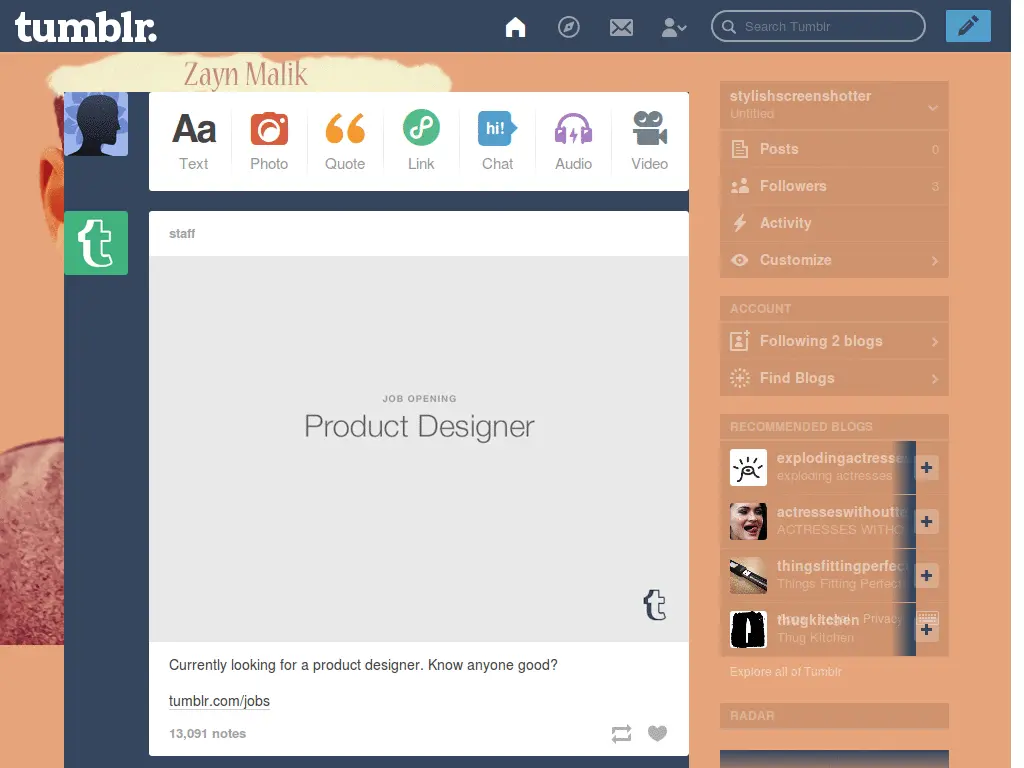 tumblr.
Search Tumblr
Zayn Malik
Aa
Text
Photo
Quote
Link
hi!
Chat
Audio
Video
staff
JOB OPENING
Product Designer
Currently looking for a product designer. Know anyone good?
tumblr.com/jobs
13,091 notes
stylishscreenshotter
Untitled
Posts 0
Followers 3
Activity
Customize
ACCOUNT
Following 2 blogs
Find Blogs
RECOMMENDED BLOGS
explodingactresse
exploding actresses
actresseswithoutte
ACTRESSES WITHO
thingsfittingperfec
Things Fitting Perfect
thugkitchen
Legal Privacy
Thug Kitchen
Explore all of Tumblr
RADAR